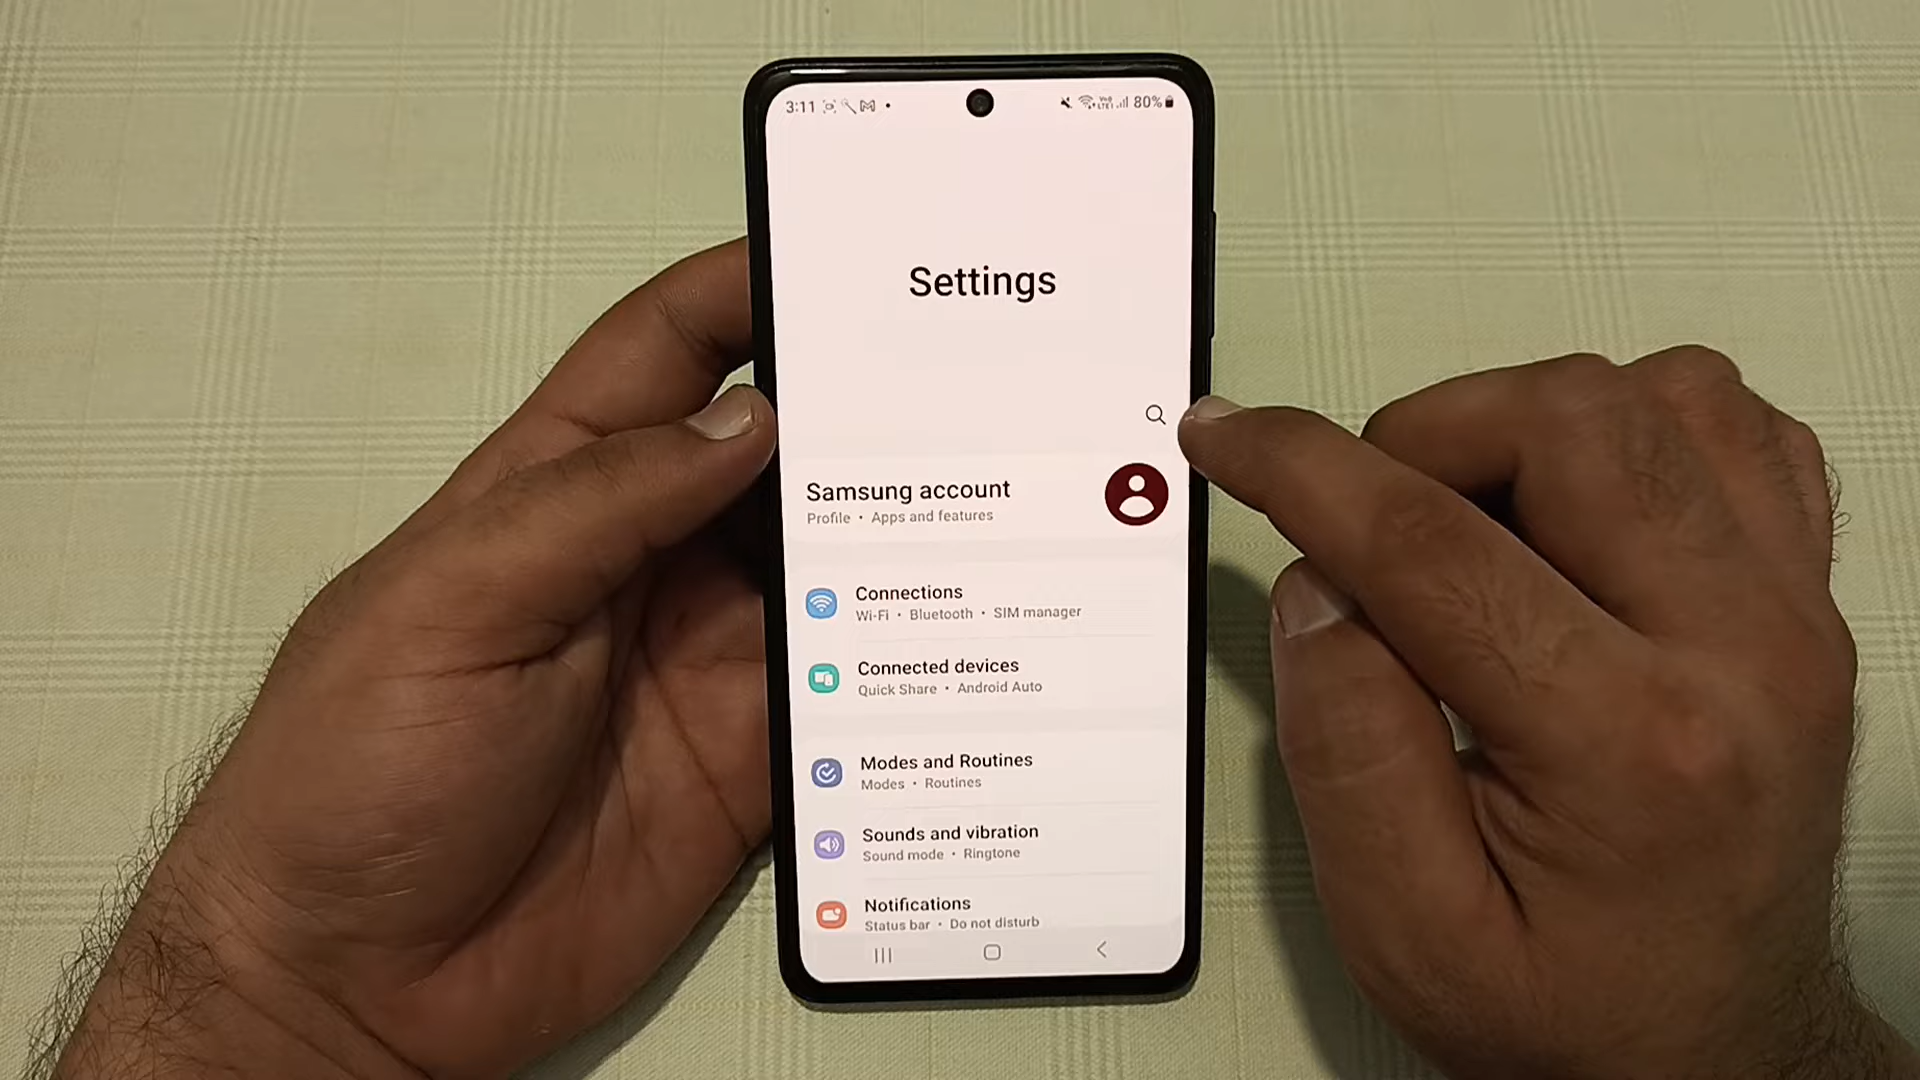 3:11 80%
Settings
Samsung account
Profile • Apps and features
Connections
Wi-Fi • Bluetooth • SIM manager
Connected devices
Quick Share • Android Auto
Modes and Routines
Modes • Routines
Sounds and vibration
Sound mode • Ringtone
Notifications
Status bar • Do not disturb